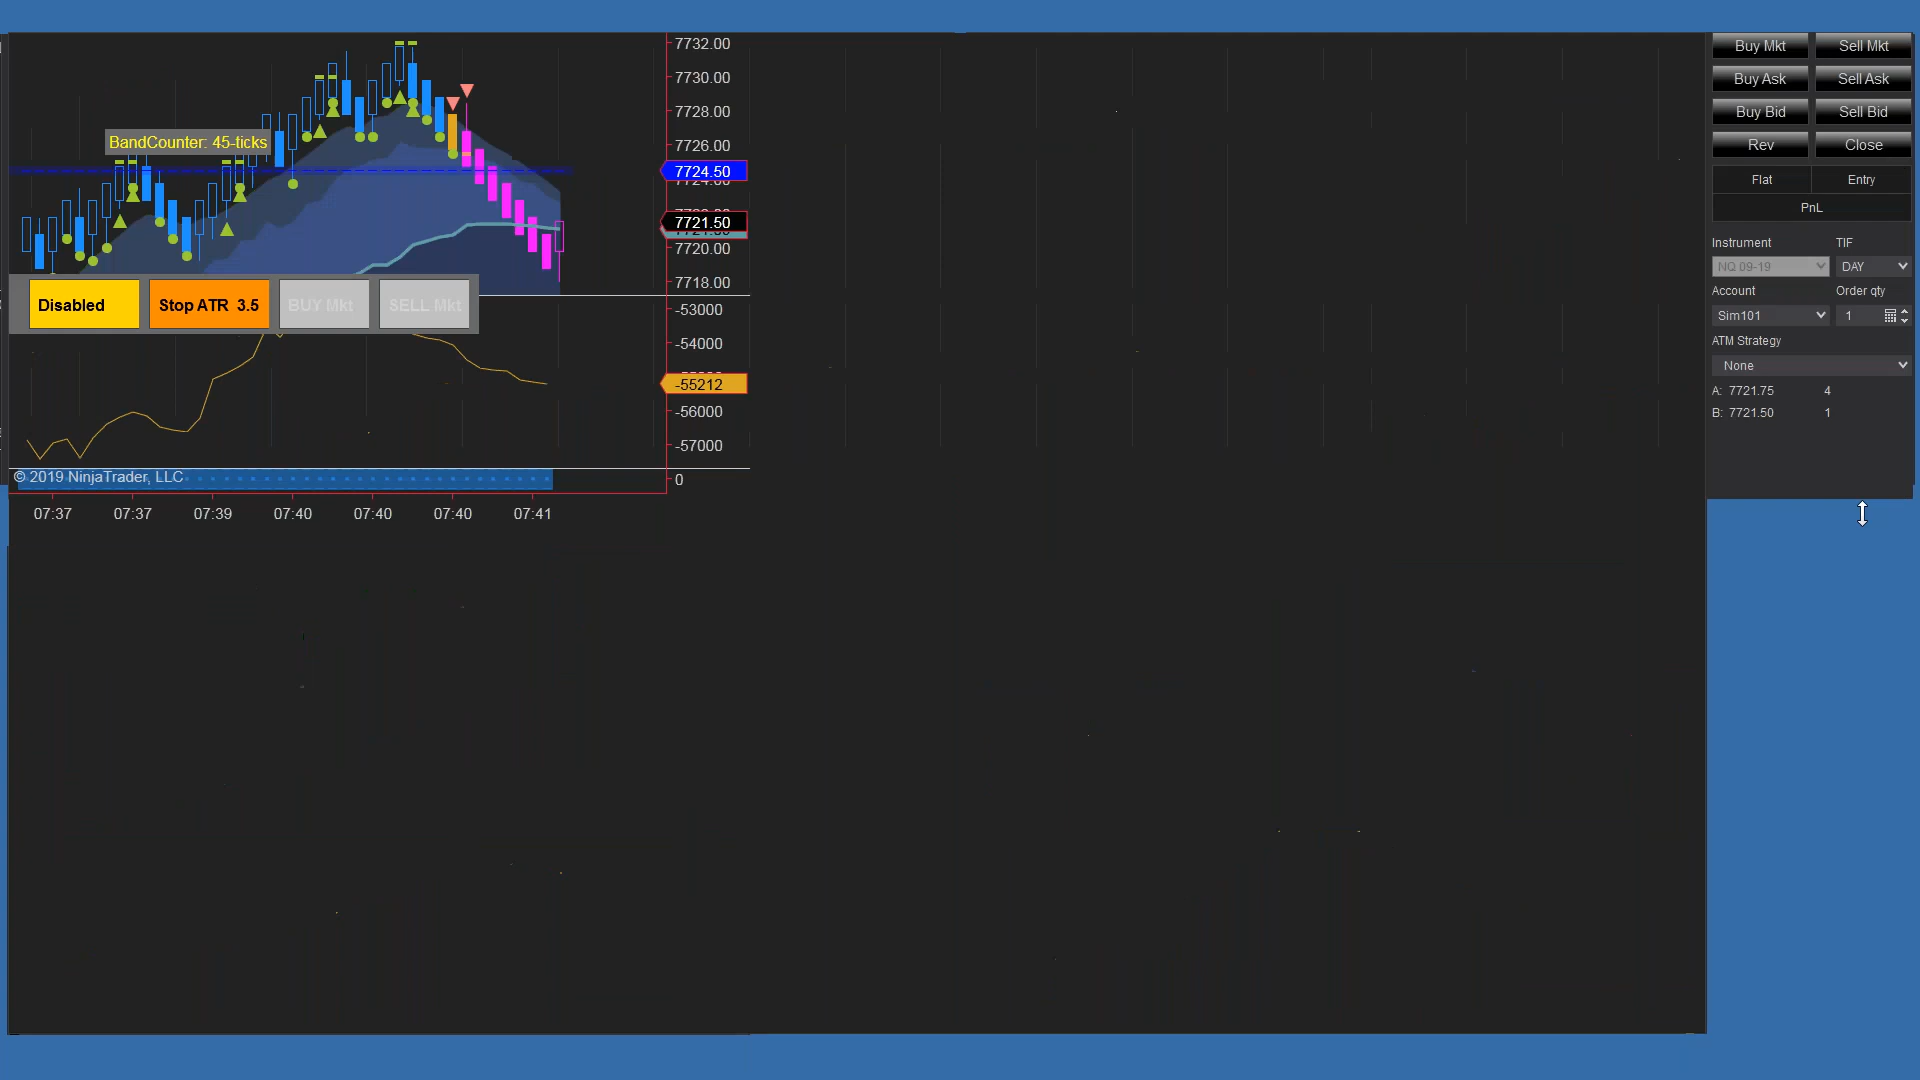 7732.00
7730.00
7728.00
7726.00
BandCounter: 45-ticks
7724.50
7721.50
7720.00
7718.00
Disabled
Stop ATR 3.5
BUY Mkt
SELL Mkt
-53000
-54000
-55212
-56000
-57000
© 2019 NinjaTrader, LLC
0
07:37 07:37 07:39 07:40 07:40 07:40 07:41
Buy Mkt Sell Mkt
Buy Ask Sell Ask
Buy Bid Sell Bid
Rev Close
Flat Entry
PnL
Instrument TIF
NQ 09-19 DAY
Account Order qty
Sim101 1
ATM Strategy
None
A: 7721.75 4
B: 7721.50 1